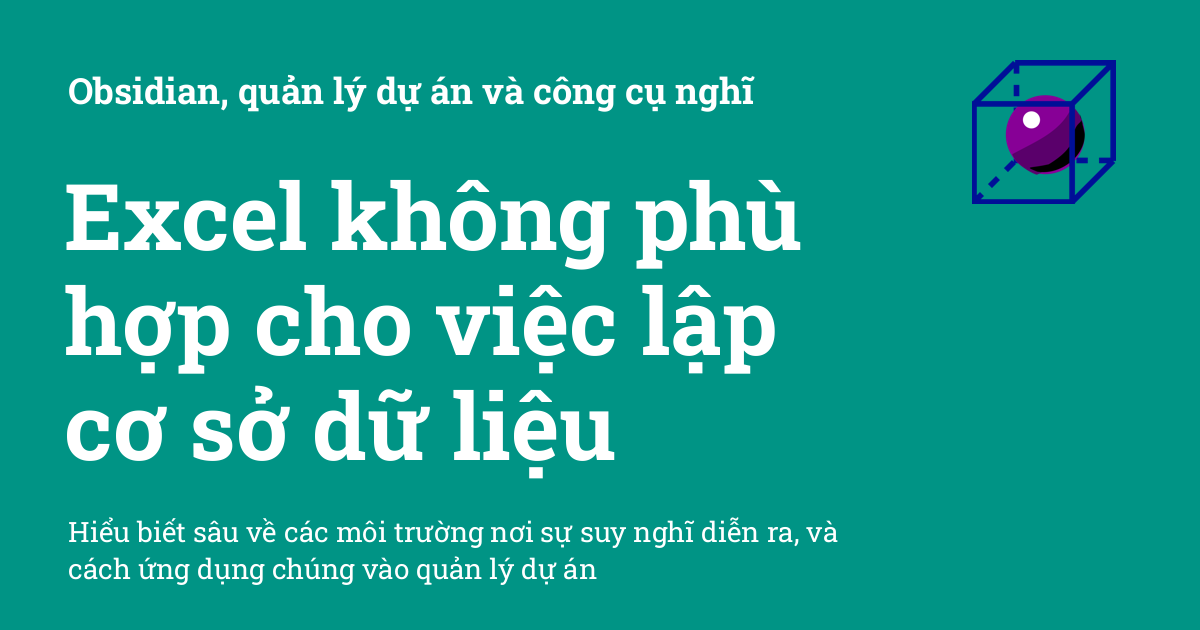 Obsidian, quản lý dự án và công cụ nghĩ
Excel không phù
hợp cho việc lập
cơ sở dữ liệu
Hiểu biết sâu về các môi trường nơi sự suy nghĩ diễn ra, và
cách ứng dụng chúng vào quản lý dự án